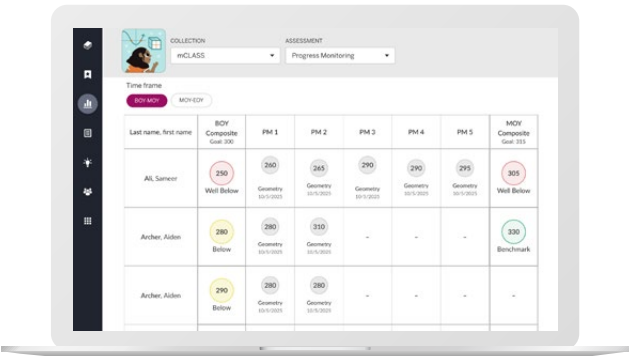 COLLECTION
ASSESSMENT
mCLASS
Progress Monitoring
Time frame
BOY-MOY
MOY-EOY
Last name, first name
BOY Composite Goal: 300
PM 1
PM 2
PM 3
PM 4
PM 5
MOY Composite Goal: 315
Ali, Sameer
250
Well Below
260
Geometry
10/5/2025
265
Geometry
10/5/2025
290
Geometry
10/5/2025
290
Geometry
10/5/2025
295
Geometry
10/5/2025
305
Well Below
Archer, Aiden
280
Below
280
Geometry
10/5/2025
310
Geometry
10/5/2025
-
-
-
330
Benchmark
Archer, Aiden
290
Below
280
Geometry
10/5/2025
280
Geometry
10/5/2025
-
-
-
-